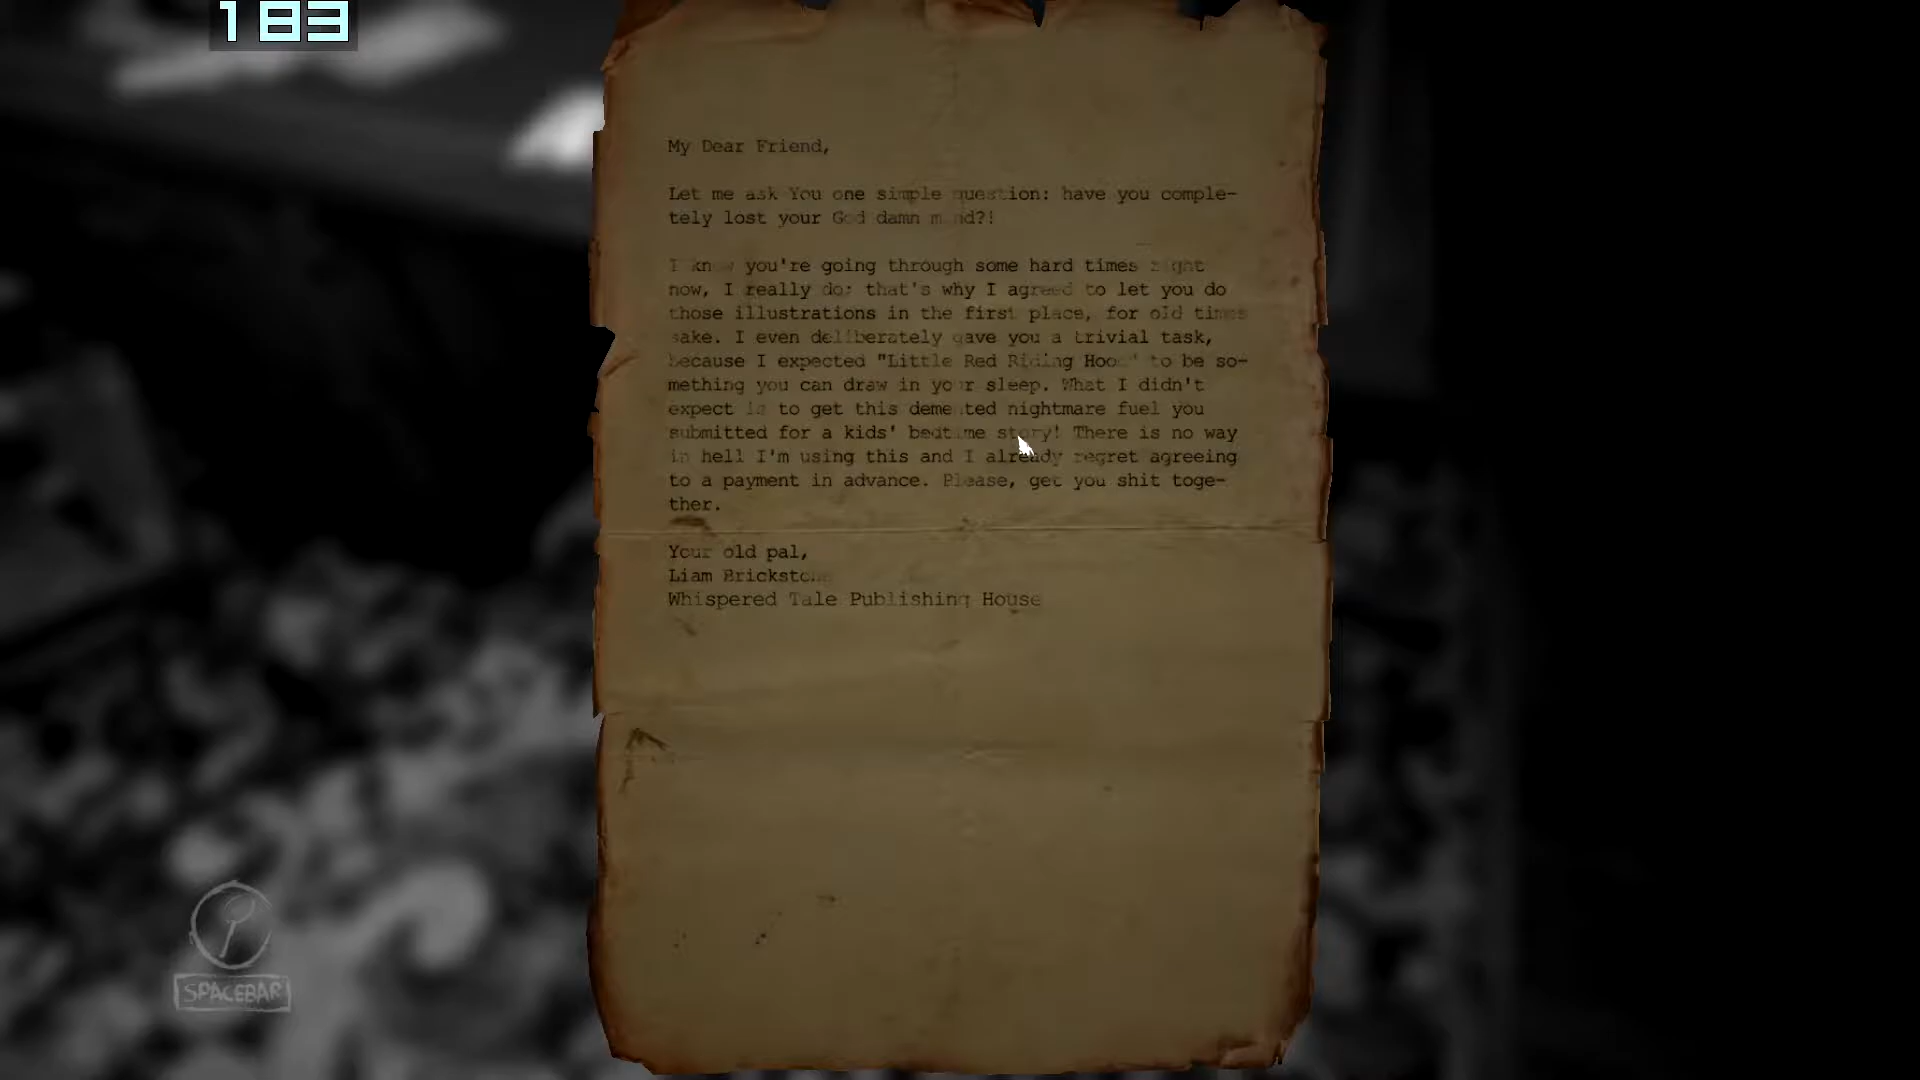 183
My Dear Friend,
Let me ask You one simple question: have you comple-
tely lost your God damn mind?!
I know you're going through some hard times right
now, I really do; that's why I agreed to let you do
those illustrations in the first place, for old times
sake. I even deliberately gave you a trivial task,
because I expected "Little Red Riding Hood" to be so-
mething you can draw in your sleep. What I didn't
expect is to get this demented nightmare fuel you
submitted for a kids' bedtime story! There is no way
in hell I'm using this and I already regret agreeing
to a payment in advance. Please, get you shit toge-
ther.
Your old pal,
Liam Brickstone
Whispered Tale Publishing House
SPACEBAR